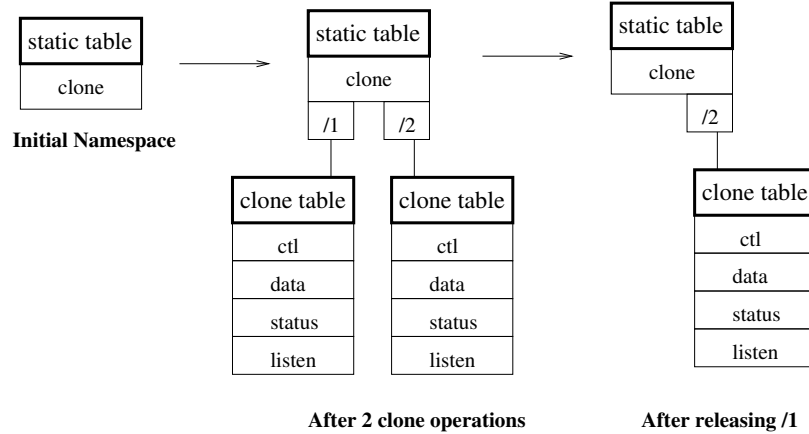 static table
clone
Initial Namespace
static table
clone
/1
/2
clone table
ctl
data
status
listen
clone table
ctl
data
status
listen
After 2 clone operations
static table
clone
/2
clone table
ctl
data
status
listen
After releasing /1